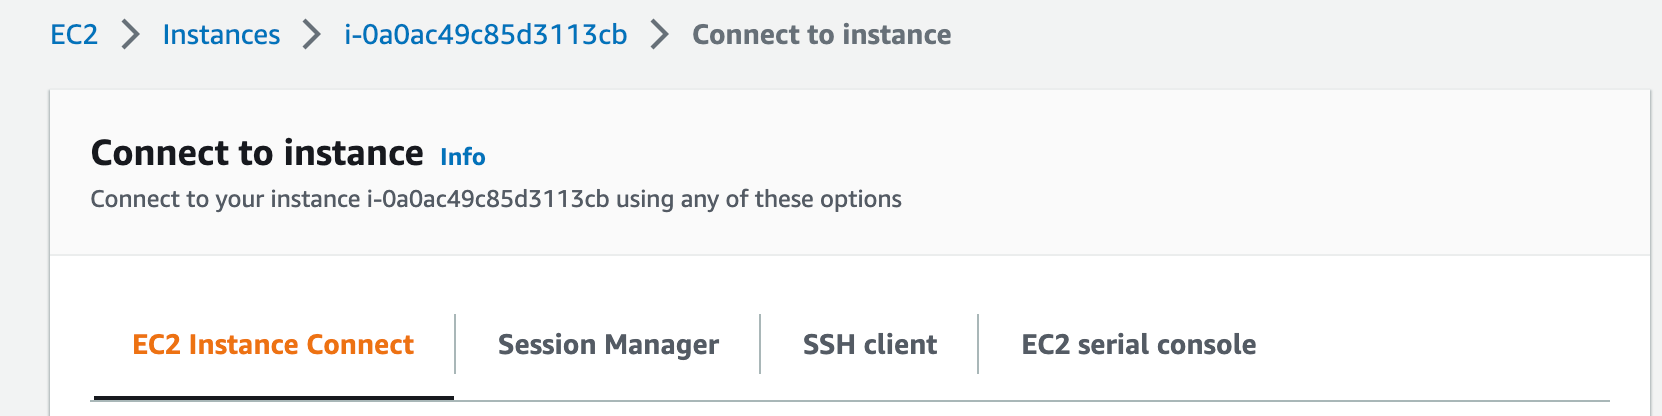 EC2 > Instances > i-0a0ac49c85d3113cb > Connect to instance
Connect to instance Info
Connect to your instance i-0a0ac49c85d3113cb using any of these options
EC2 Instance Connect Session Manager SSH client EC2 serial console